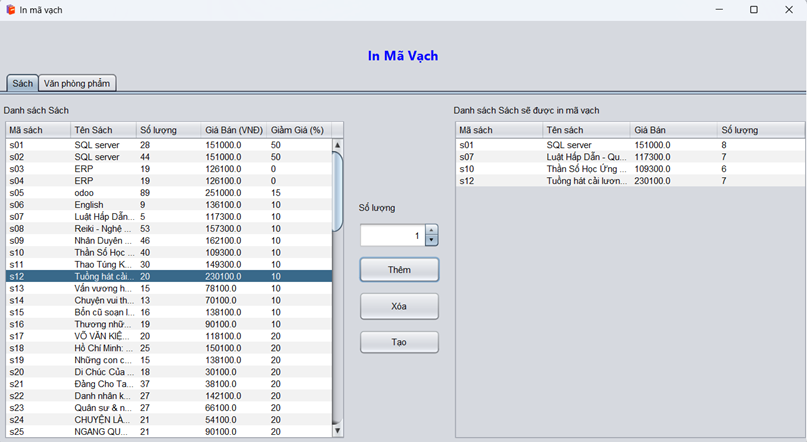 In mã vạch
In Mã Vạch
Sách Văn phòng phẩm
Danh sách Sách
Mã sách Tên Sách Số lượng Giá Bán (VNĐ) Giảm Giá (%)
s01 SQL server 28 151000.0 50
s02 SQL server 44 151000.0 50
s03 ERP 19 126100.0 0
s04 ERP 19 126100.0 0
s05 odoo 89 251000.0 15
s06 English 9 136100.0 10
s07 Luật Hấp Dẫn... 5 117300.0 10
s08 Reiki - Nghệ ... 53 157300.0 10
s09 Nhân Duyên ... 46 162100.0 10
s10 Thần Số Học ... 40 109300.0 10
s11 Thao Túng K... 30 149300.0 10
s12 Tuồng hát cải... 20 230100.0 10
s13 Vấn vương h... 15 78100.0 10
s14 Chuyện vui th... 13 70100.0 10
s15 Bốn cũ soạn l... 16 138100.0 10
s16 Thương nhữ... 19 90100.0 10
s17 VÕ VĂN KIỆ... 20 118100.0 20
s18 Hồ Chí Minh: ... 25 150100.0 20
s19 Những con c... 15 138100.0 20
s20 Di Chúc Của ... 18 30100.0 20
s21 Đảng Cho Ta... 37 38100.0 20
s22 Danh nhân k... 27 142100.0 20
s23 Quân sư & n... 27 66100.0 20
s24 CHUYỆN LÀ... 21 54100.0 20
s25 NGANG QU... 21 90100.0 20
Số lượng
1
Thêm
Xóa
Tạo
Danh sách Sách sẽ được in mã vạch
Mã sách Tên sách Giá Bán Số lượng
s01 SQL server 151000.0 8
s07 Luật Hấp Dẫn - Qu... 117300.0 7
s10 Thần Số Học Ứng ... 109300.0 6
s12 Tuồng hát cải lươn... 230100.0 7